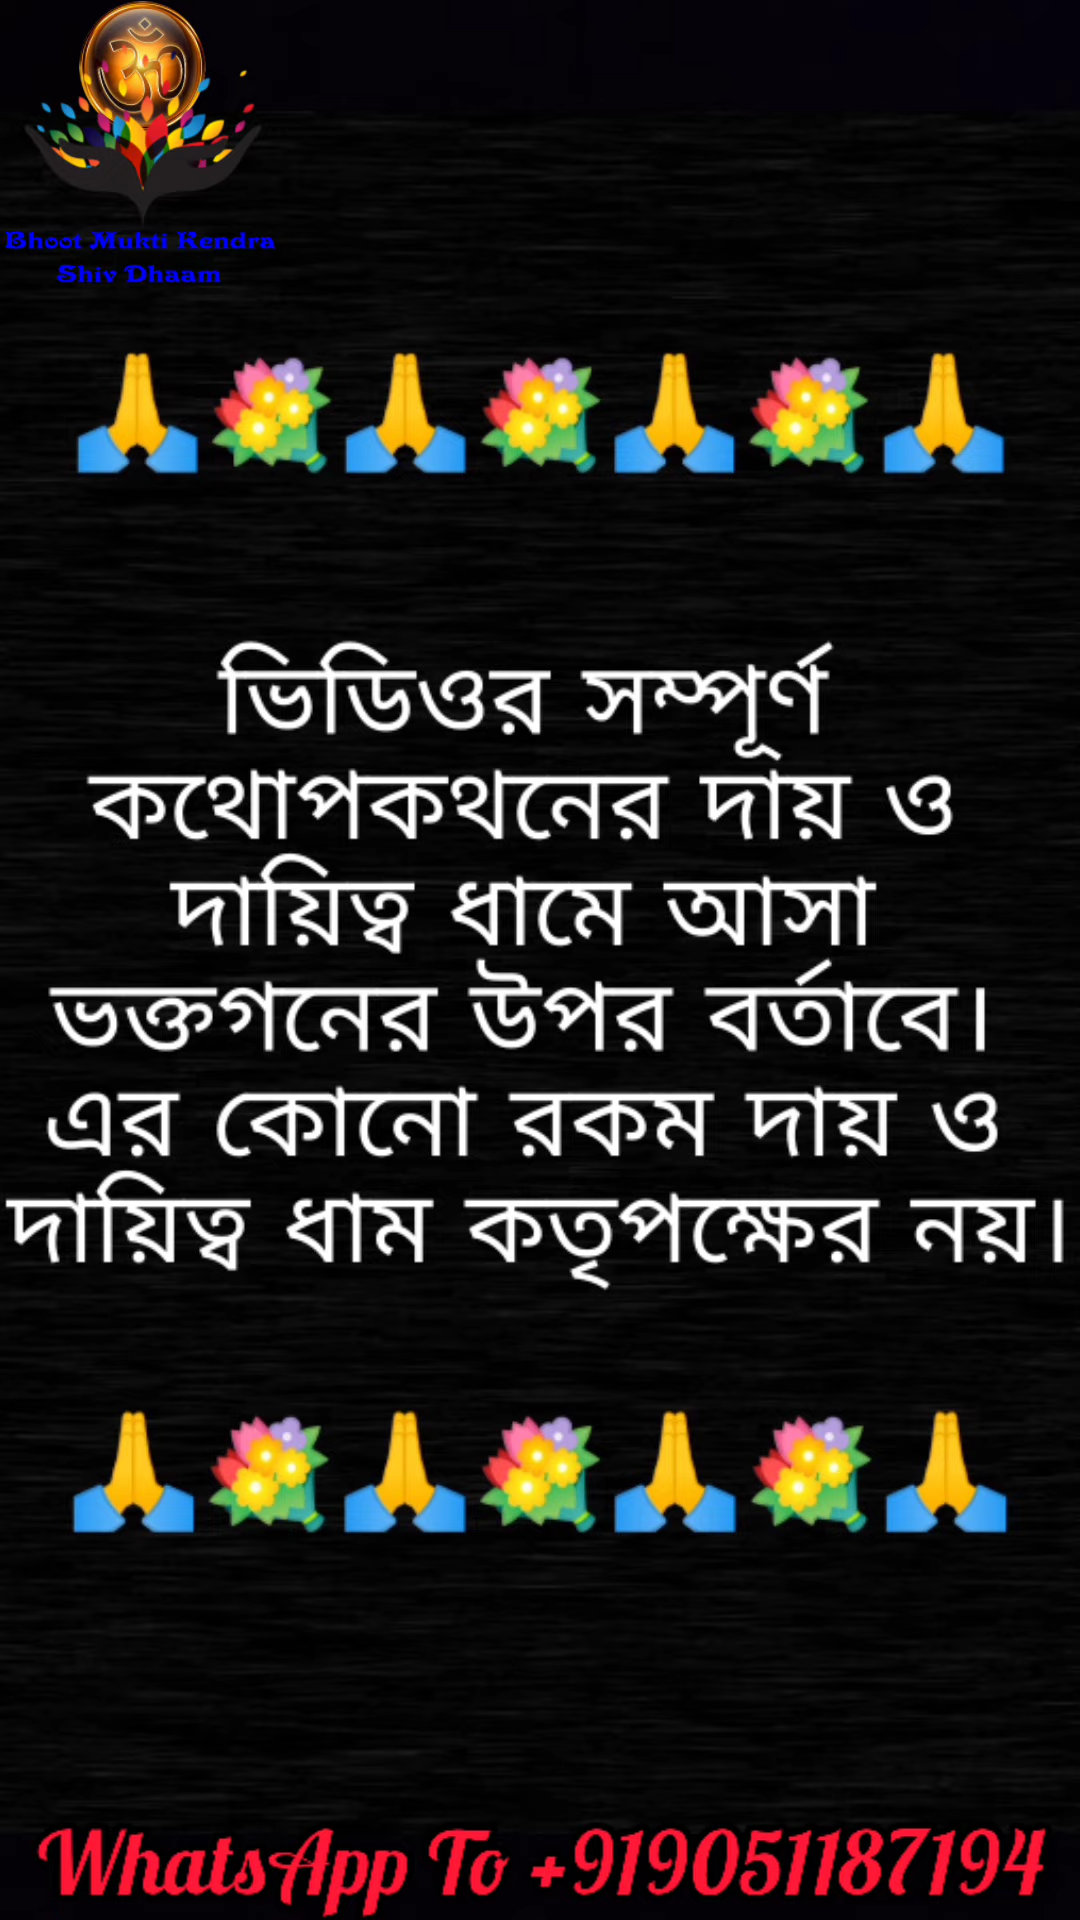 ॐ
Bhoot Mukti Kendra
Shiv Dhaam
ভিডিওর সম্পূর্ণ
কথোপকথনের দায় ও
দায়িত্ব ধামে আসা
ভক্তগনের উপর বর্তাবে।
এর কোনো রকম দায় ও
দায়িত্ব ধাম কতৃপক্ষের নয়।
WhatsApp To +919051187194